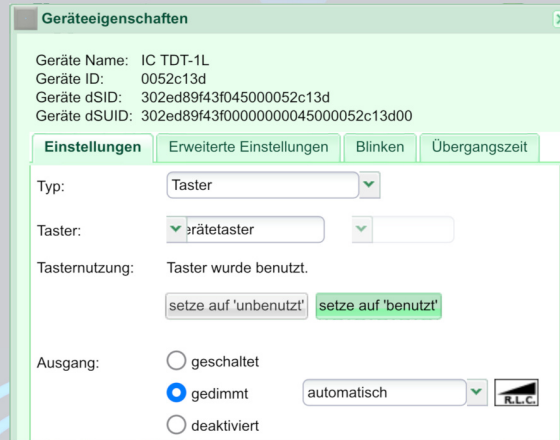 Geräteeigenschaften
Geräte Name: IC TDT-1L
Geräte ID: 0052c13d
Geräte dSID: 302ed89f43f045000052c13d
Geräte dSUID: 302ed89f43f00000000045000052c13d00
Einstellungen Erweiterte Einstellungen Blinken Übergangszeit
Typ: Taster
Taster: erätetaster
Tasternutzung: Taster wurde benutzt.
setze auf 'unbenutzt' setze auf 'benutzt'
Ausgang: geschaltet
gedimmt automatisch R.L.C.
deaktiviert